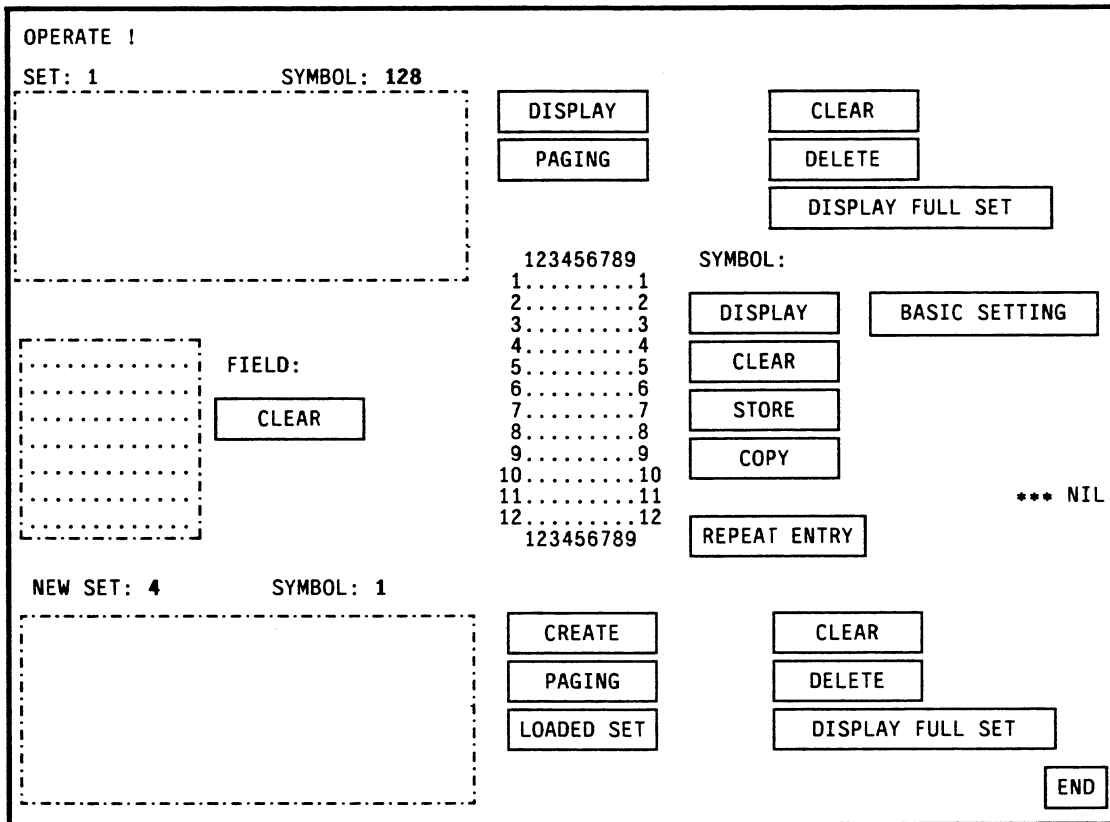 OPERATE !
SET: 1 SYMBOL: 128
DISPLAY CLEAR
PAGING DELETE
DISPLAY FULL SET
123456789 SYMBOL:
1.........1
2.........2
DISPLAY BASIC SETTING
3.........3
4.........4
FIELD:
5.........5
CLEAR
6.........6
CLEAR
7.........7
STORE
8.........8
9.........9
COPY
10.........10
11.........11
*** NIL
12.........12
123456789
REPEAT ENTRY
NEW SET: 4 SYMBOL: 1
CREATE CLEAR
PAGING DELETE
LOADED SET DISPLAY FULL SET
END